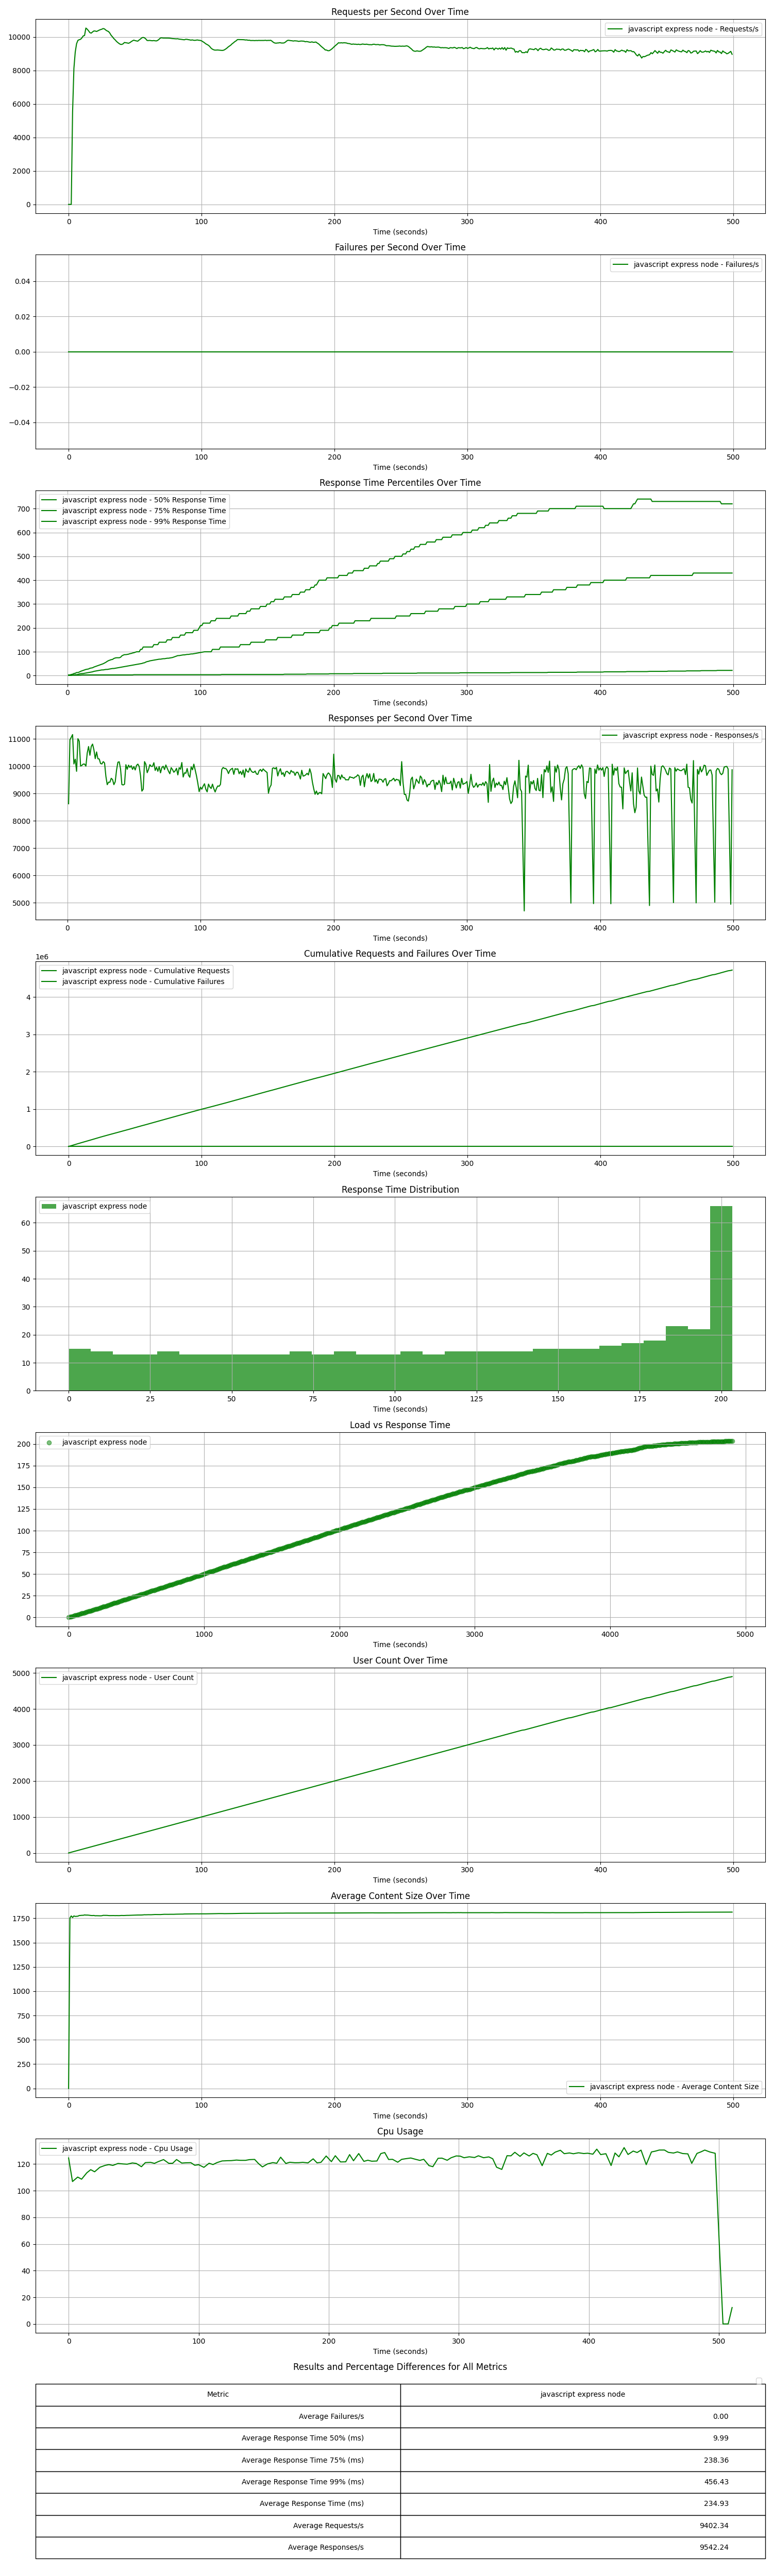 Requests per Second Over Time
javascript express node - Requests/s
10000
8000
6000
4000
2000
0
0 100 200 300 400 500
Time (seconds)
Failures per Second Over Time
javascript express node - Failures/s
0.04
0.02
0.00
−0.02
−0.04
0 100 200 300 400 500
Time (seconds)
Response Time Percentiles Over Time
javascript express node - 50% Response Time
javascript express node - 75% Response Time
javascript express node - 99% Response Time
700
600
500
400
300
200
100
0
0 100 200 300 400 500
Time (seconds)
Responses per Second Over Time
javascript express node - Responses/s
11000
10000
9000
8000
7000
6000
5000
0 100 200 300 400 500
Time (seconds)
Cumulative Requests and Failures Over Time
1e6
javascript express node - Cumulative Requests
javascript express node - Cumulative Failures
4
3
2
1
0
0 100 200 300 400 500
Time (seconds)
Response Time Distribution
javascript express node
60
50
40
30
20
10
0
0 25 50 75 100 125 150 175 200
Time (seconds)
Load vs Response Time
javascript express node
200
175
150
125
100
75
50
25
0
0 1000 2000 3000 4000 5000
Time (seconds)
User Count Over Time
javascript express node - User Count
5000
4000
3000
2000
1000
0
0 100 200 300 400 500
Time (seconds)
Average Content Size Over Time
1750
1500
1250
1000
750
500
250
0
javascript express node - Average Content Size
0 100 200 300 400 500
Time (seconds)
Cpu Usage
javascript express node - Cpu Usage
120
100
80
60
40
20
0
0 100 200 300 400 500
Time (seconds)
Results and Percentage Differences for All Metrics
Metric javascript express node
Average Failures/s 0.00
Average Response Time 50% (ms) 9.99
Average Response Time 75% (ms) 238.36
Average Response Time 99% (ms) 456.43
Average Response Time (ms) 234.93
Average Requests/s 9402.34
Average Responses/s 9542.24